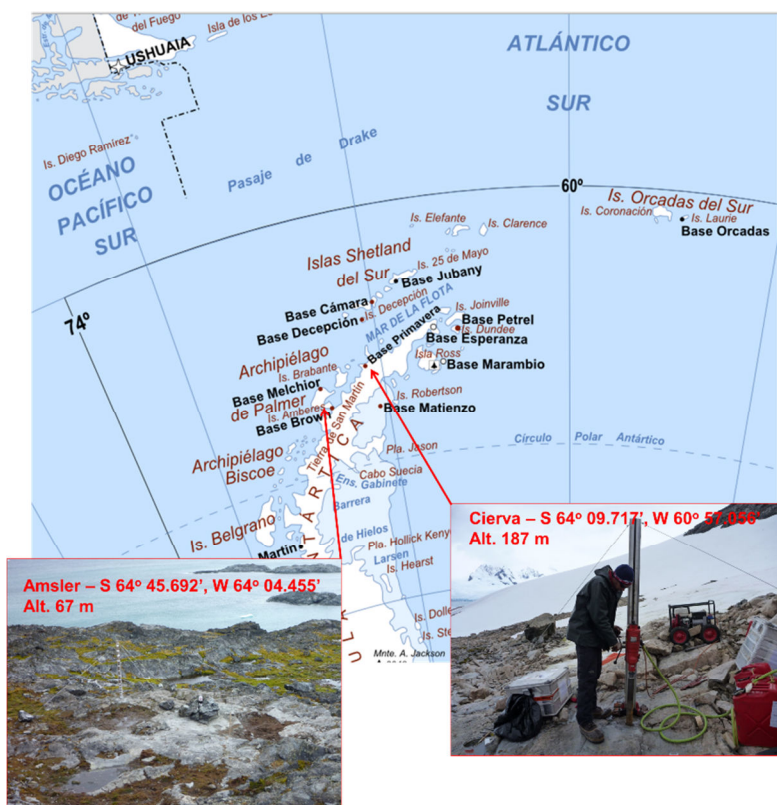 del Fuego
Isla de los
USHUAIA
ATLÁNTICO
SUR
Is. Diego Ramírez
Pasaje de Drake
OCÉANO
PACÍFICO
SUR
60º
Is. Orcadas del Sur
Is. Coronación
Is. Laurie
Base Orcadas
Is. Elefante
Is. Clarence
Islas Shetland
del Sur
Is. 25 de Mayo
Base Jubany
74º
Base Cámara
Is. Decepción
Base Decepción
MAR DE LA FLOTA
Is. Joinville
Base Petrel
Is. Dundee
Base Esperanza
Base Primavera
Archipiélago
de Palmer
Is. Brabante
Isla Ross
Base Marambio
Base Melchior
Is. Amberes
Base Brown
Tierra de San Martín
Is. Robertson
Base Matienzo
Archipiélago
Biscoe
Pla. Jason
Círculo Polar Antártico
Cabo Suecia
Ens. Gabinete
Barrera
de Hielos
Larsen
Is. Belgrano
Martín
Pla. Hollick Keny
Is. Hearst
Is. Dolle
Is. Ste
Mnte. A. Jackson
Cierva – S 64º 09.717’, W 60º 57.056’
Alt. 187 m
Amsler – S 64º 45.692’, W 64º 04.455’
Alt. 67 m